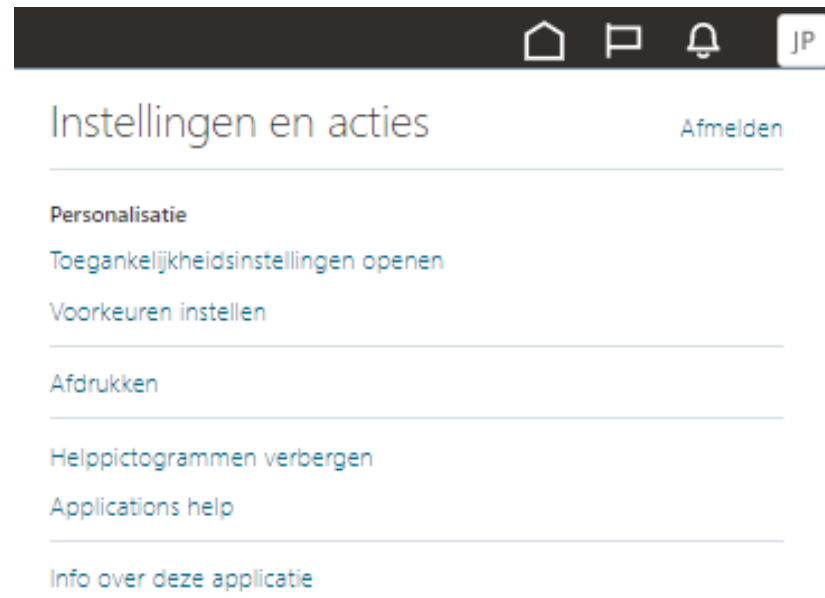 JP
Instellingen en acties
Afmelden
Personalisatie
Toegankelijkheidsinstellingen openen
Voorkeuren instellen
Afdrukken
Helppictogrammen verbergen
Applications help
Info over deze applicatie